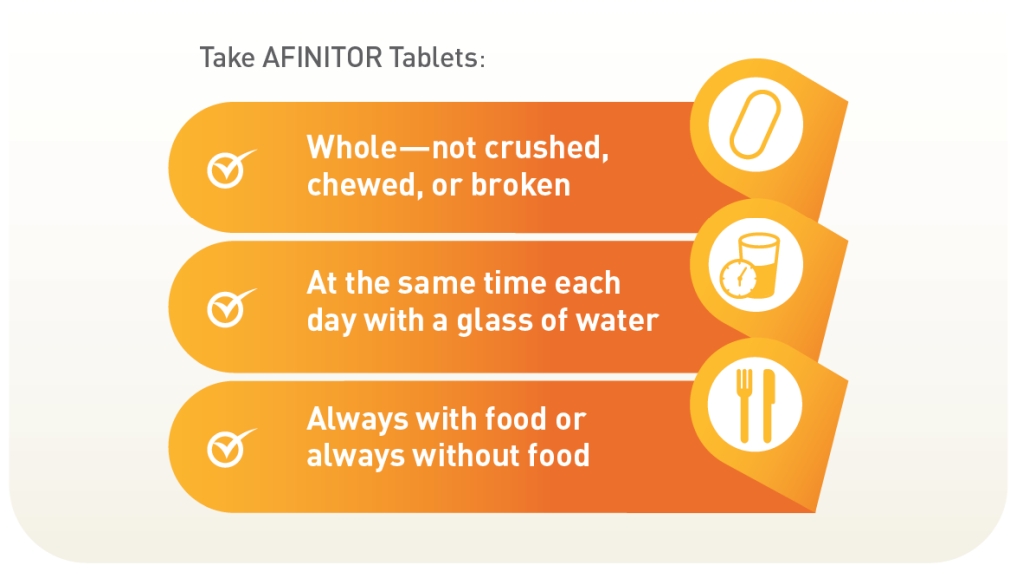 Take AFINITOR Tablets:
Whole—not crushed,
chewed, or broken
At the same time each
day with a glass of water
Always with food or
always without food